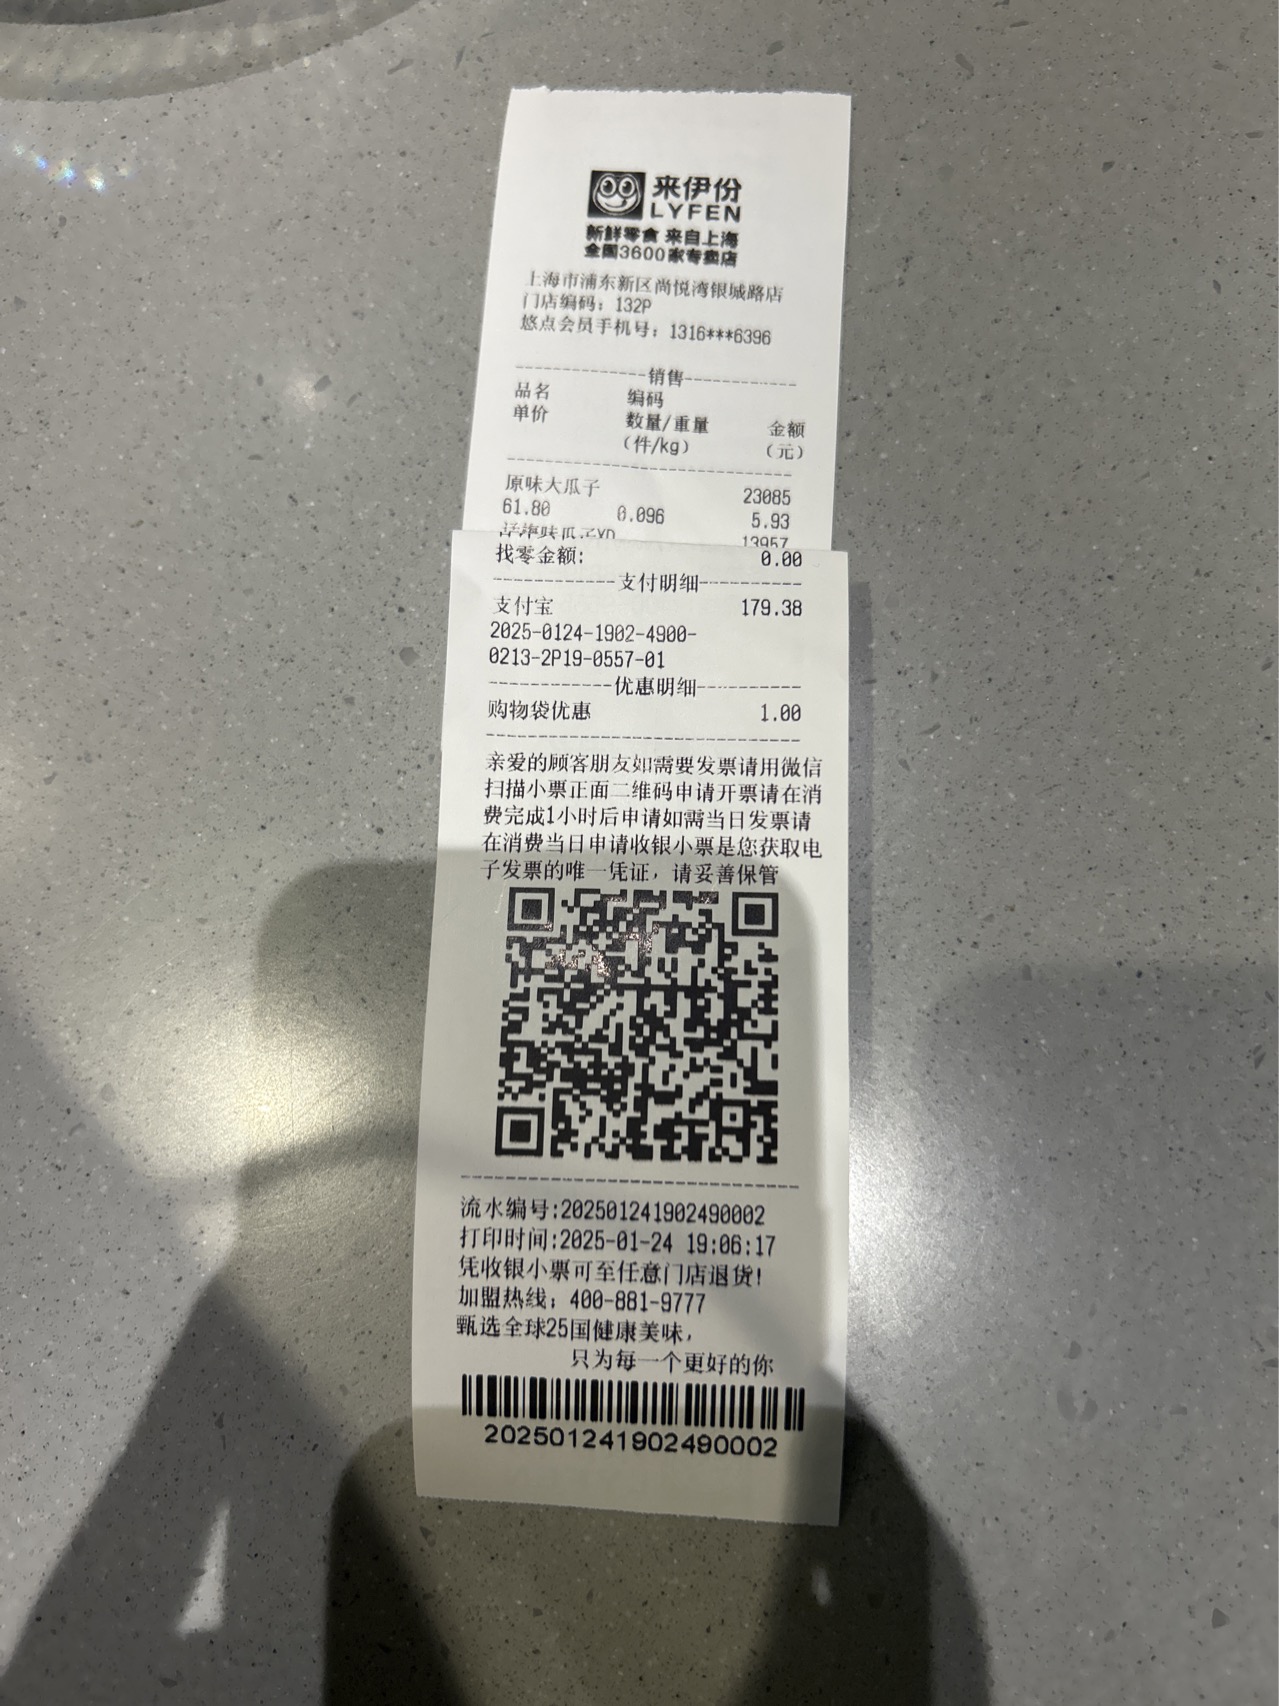 来伊份
LYFEN
新鲜零食 来自上海
全国3600家专卖店
上海市浦东新区尚悦湾银城路店
门店编码：132P
悠点会员手机号：1316***6396
销售
品名 编码
单价 数量/重量 金额
（件/kg） （元）
原味大瓜子 23085
61.80 0.096 5.93
13957
找零金额: 0.00
支付明细
支付宝 179.38
2025-0124-1902-4900-
0213-2P19-0557-01
优惠明细
购物袋优惠 1.00
亲爱的顾客朋友如需要发票请用微信
扫描小票正面二维码申请开票请在消
费完成1小时后申请如需当日发票请
在消费当日申请收银小票是您获取电
子发票的唯一凭证，请妥善保管
流水编号:202501241902490002
打印时间:2025-01-24 19:06:17
凭收银小票可至任意门店退货!
加盟热线：400-881-9777
甄选全球25国健康美味，
只为每一个更好的你
202501241902490002